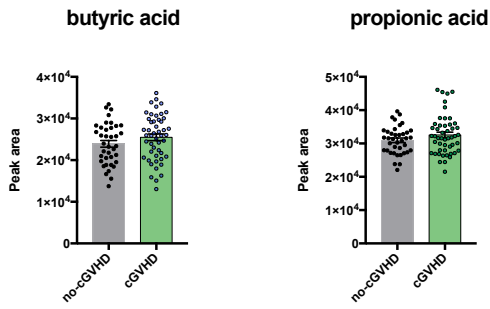 butyric acid
Peak area
4×10⁴
3×10⁴
2×10⁴
1×10⁴
0
no-cGVHD
cGVHD
propionic acid
Peak area
5×10⁴
4×10⁴
3×10⁴
2×10⁴
1×10⁴
0
no-cGVHD
cGVHD